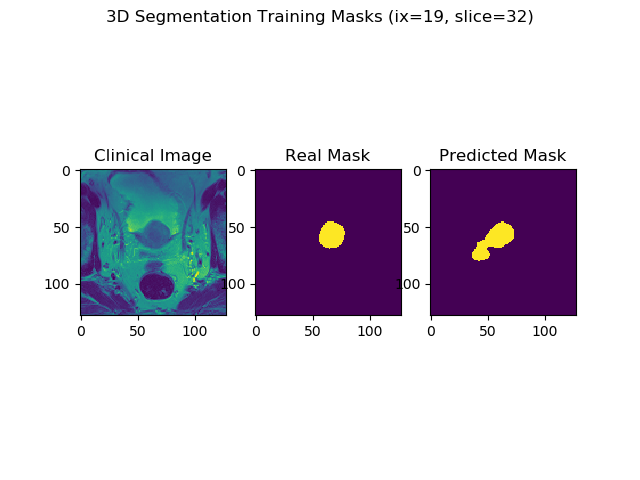 3D Segmentation Training Masks (ix=19, slice=32)
Clinical Image Real Mask Predicted Mask
0 0 0
50 50 50
100 100 100
0 50 100 0 50 100 0 50 100